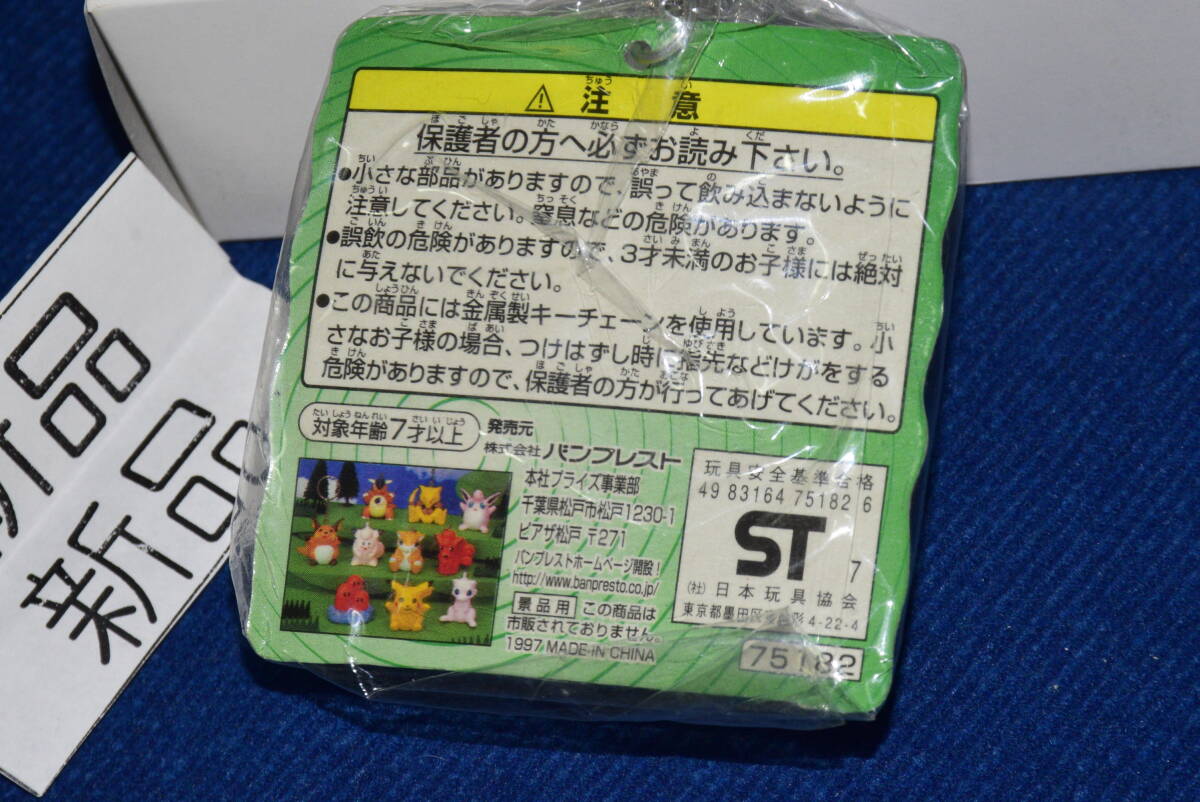 注意
保護者の方へ必ずお読み下さい。
●小さな部品がありますので、誤って飲み込まないように
注意してください。窒息などの危険があります。
●誤飲の危険がありますので、3才未満のお子様には絶対
に与えないでください。
●この商品には金属製キーチェーンを使用しています。小
さなお子様の場合、つけはずし時に指先などけがをする
危険がありますので、保護者の方が行ってあげてください。
対象年齢7才以上
発売元
株式会社バンプレスト
本社プライズ事業部
千葉県松戸市松戸1230-1
ピアザ松戸 〒271
バンプレストホームページ開設!
http://www.banpresto.co.jp/
景品用 この商品は
市販されておりません。
1997 MADE IN CHINA
玩具安全基準合格
49 83164 75182 6
ST
7
(社)日本玩具協会
東京都墨田区東駒形4-22-4
75182
新品
新品